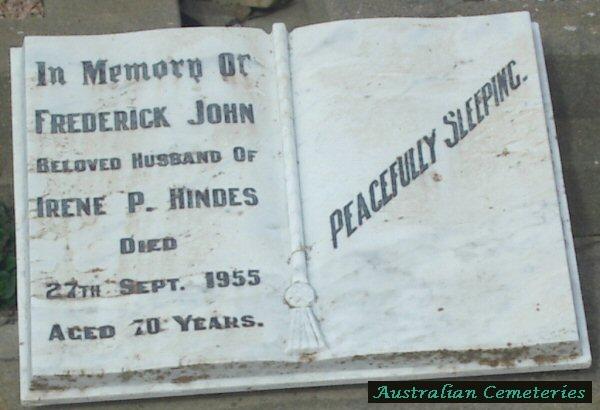 In Memory Of
Frederick John
Beloved Husband Of
Irene P. Hindes
Died
27th Sept. 1955
Aged 70 Years.
Peacefully Sleeping.
Australian Cemeteries